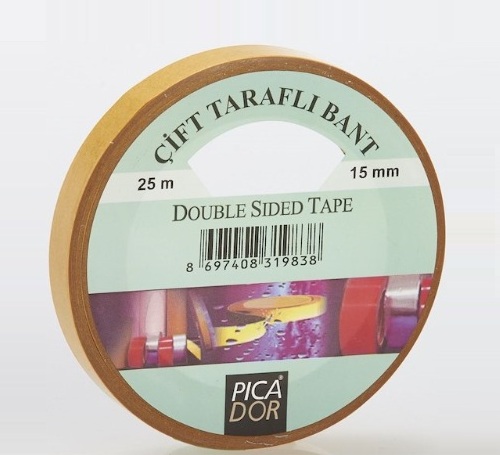 ÇİFT TARAFLI BANT
25 m
15 mm
DOUBLE SIDED TAPE
8 697408 319838
PICA
DOR